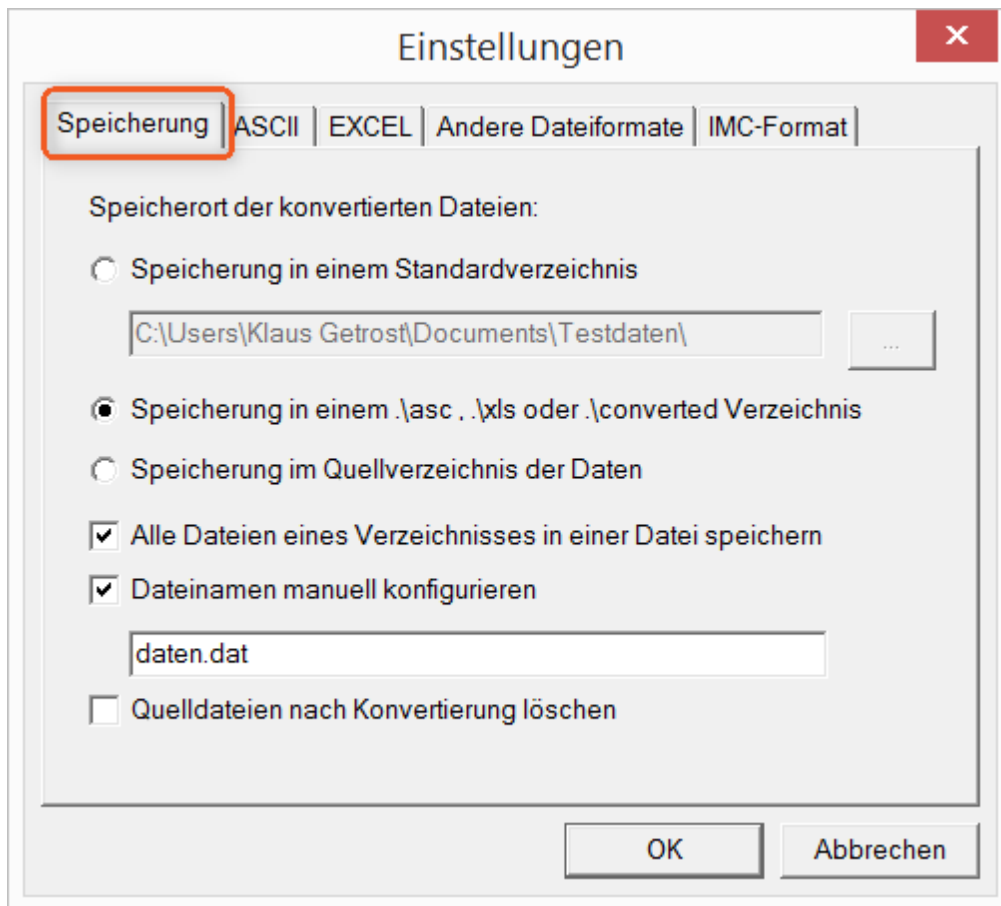 Einstellungen
Speicherung ASCII EXCEL Andere Dateiformate IMC-Format
Speicherort der konvertierten Dateien:
Speicherung in einem Standardverzeichnis
C:\Users\Klaus Getrost\Documents\Testdaten\
...
Speicherung in einem .\asc , .\xls oder .\converted Verzeichnis
Speicherung im Quellverzeichnis der Daten
Alle Dateien eines Verzeichnisses in einer Datei speichern
Dateinamen manuell konfigurieren
daten.dat
Quelldateien nach Konvertierung löschen
OK Abbrechen